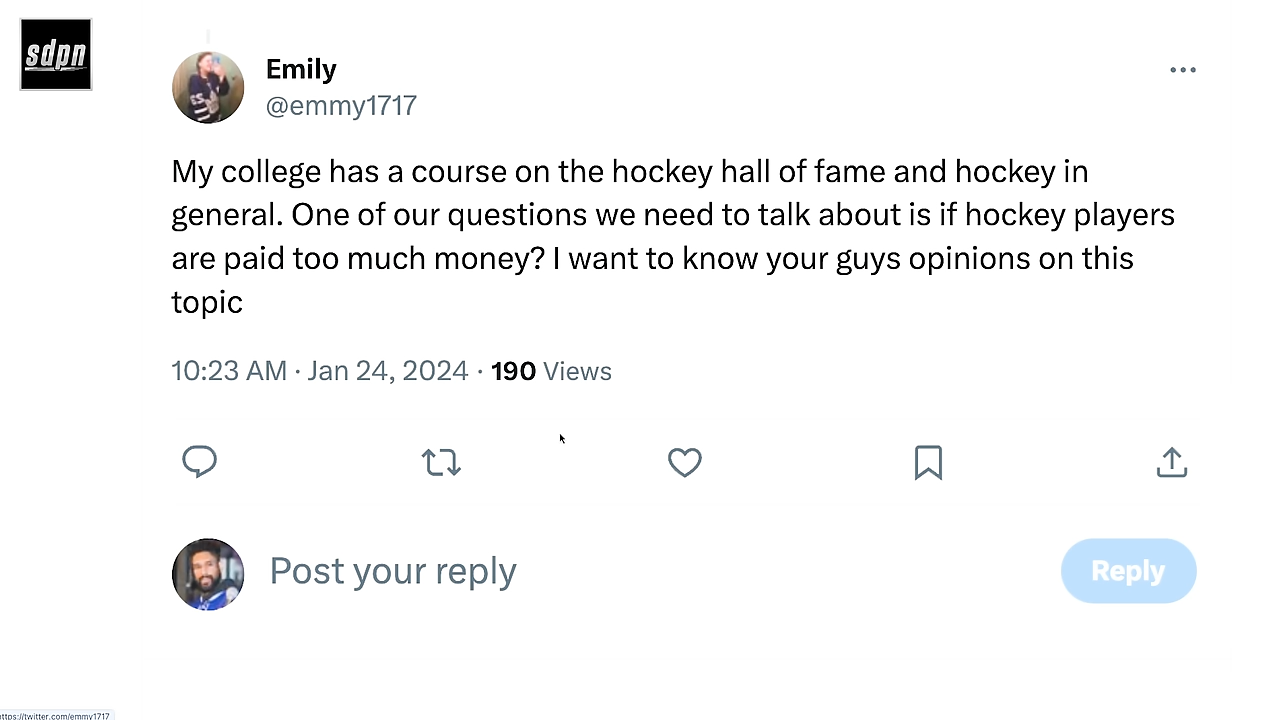 sdpn
Emily
@emmy1717
My college has a course on the hockey hall of fame and hockey in
general. One of our questions we need to talk about is if hockey players
are paid too much money? I want to know your guys opinions on this
topic
10:23 AM · Jan 24, 2024 · 190 Views
Post your reply
Reply
https://twitter.com/emmy1717